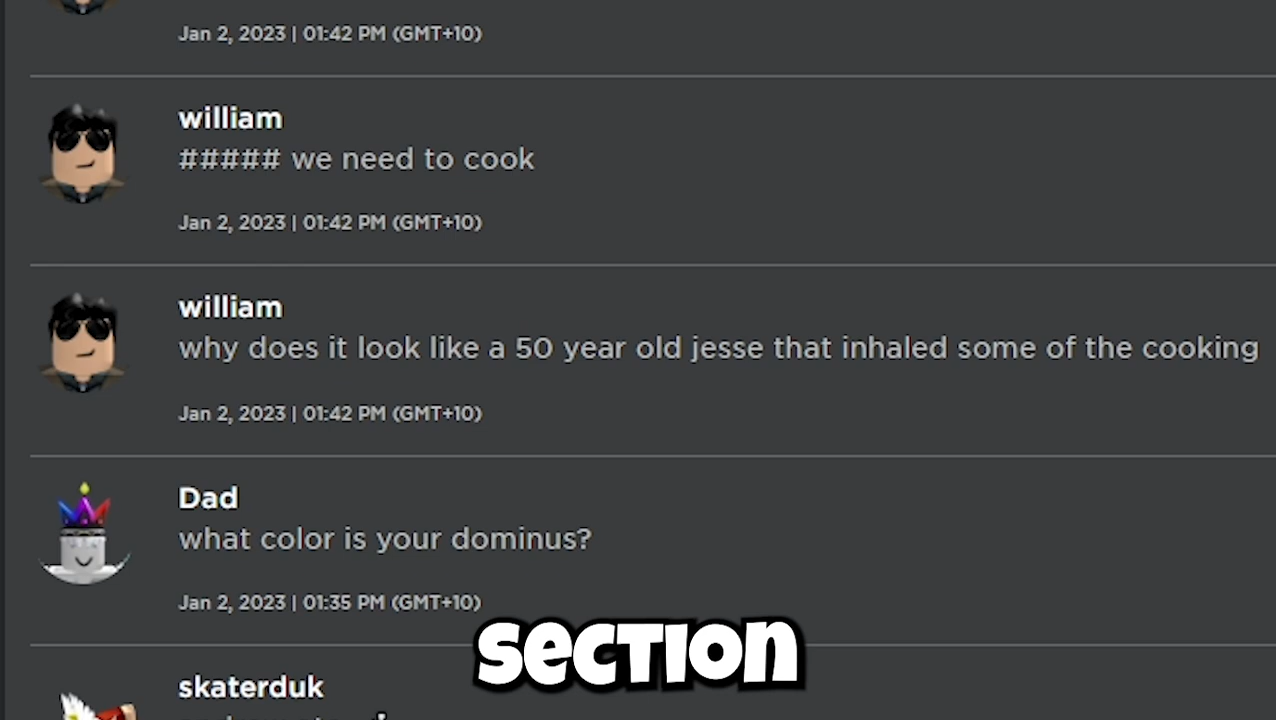 Jan 2, 2023 | 01:42 PM (GMT+10)
william
##### we need to cook
Jan 2, 2023 | 01:42 PM (GMT+10)
william
why does it look like a 50 year old jesse that inhaled some of the cooking
Jan 2, 2023 | 01:42 PM (GMT+10)
Dad
what color is your dominus?
Jan 2, 2023 | 01:35 PM (GMT+10)
section
skaterduk